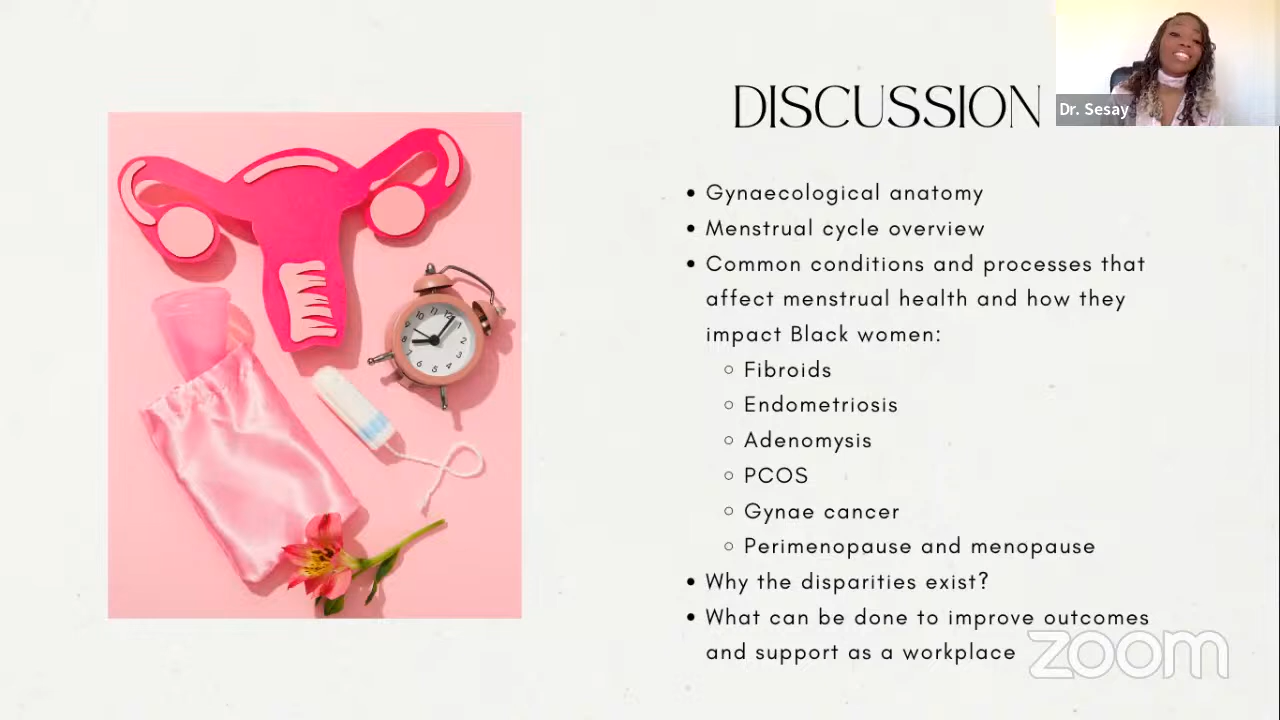 DISCUSSION
Dr. Sesay
Gynaecological anatomy
Menstrual cycle overview
Common conditions and processes that
affect menstrual health and how they
impact Black women:
Fibroids
Endometriosis
Adenomysis
PCOS
Gynae cancer
Perimenopause and menopause
Why the disparities exist?
What can be done to improve outcomes
and support as a workplace
zoom